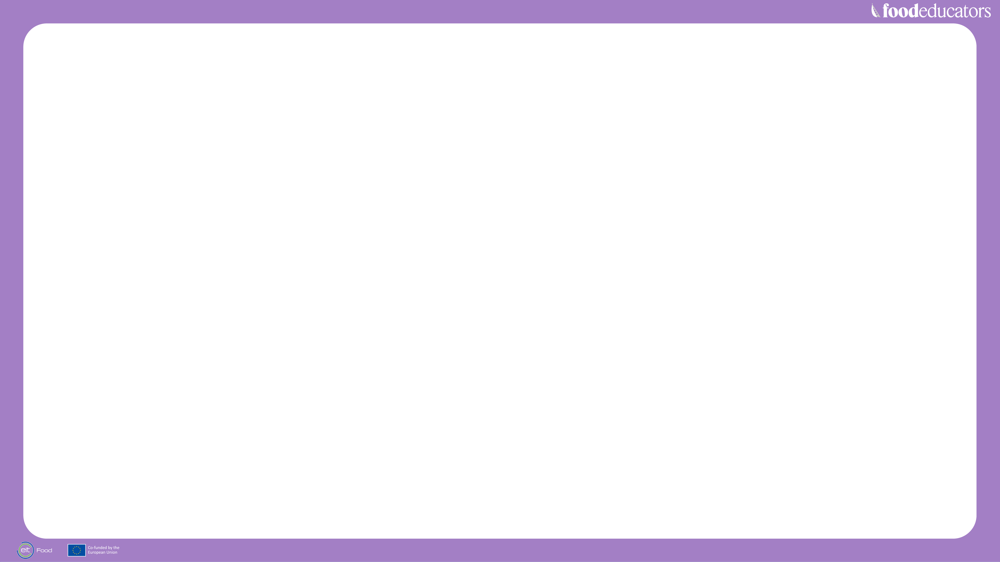 foodeducators
eit Food
Co-funded by the
European Union